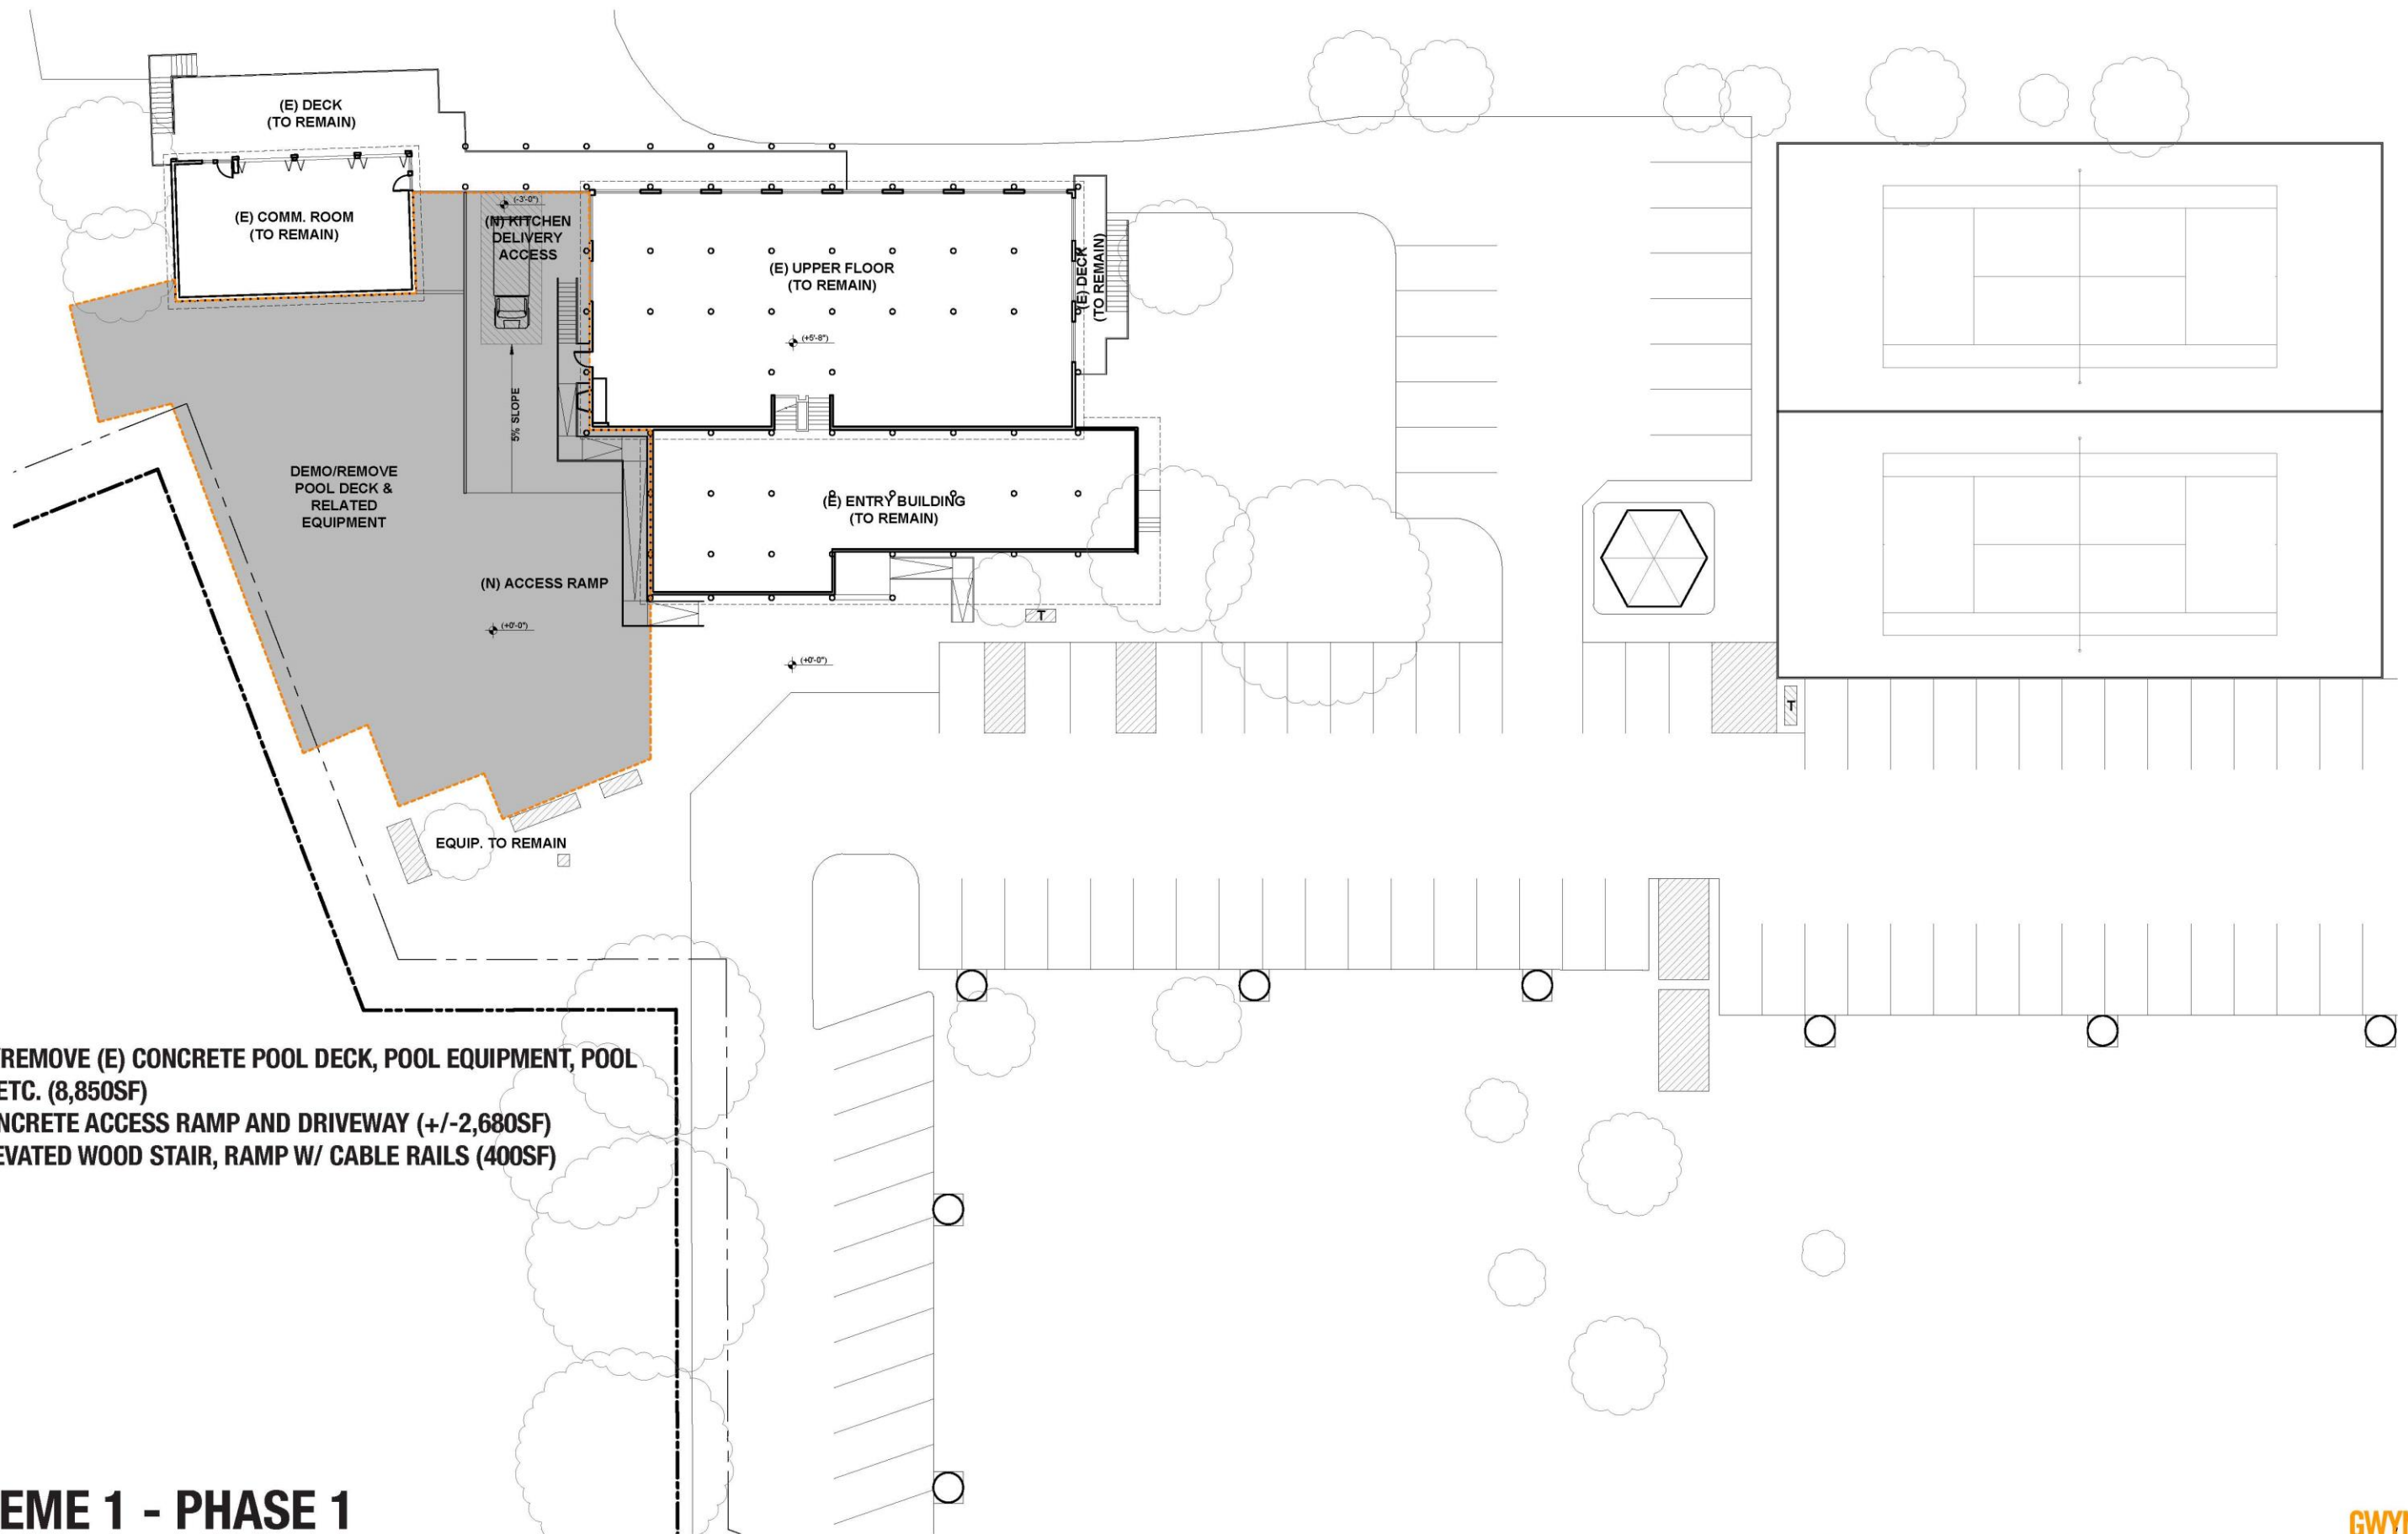 (E) DECK
(TO REMAIN)
(E) COMM. ROOM
(TO REMAIN)
(-3'-0")
(N) KITCHEN
DELIVERY
ACCESS
(E) UPPER FLOOR
(TO REMAIN)
(+5'-8")
(E) DECK
(TO REMAIN)
5% SLOPE
DEMO/REMOVE
POOL DECK &
RELATED
EQUIPMENT
(E) ENTRY BUILDING
(TO REMAIN)
(N) ACCESS RAMP
(+0'-0")
T
(+0'-0")
T
EQUIP. TO REMAIN
/REMOVE (E) CONCRETE POOL DECK, POOL EQUIPMENT, POOL
ETC. (8,850SF)
NCRETE ACCESS RAMP AND DRIVEWAY (+/-2,680SF)
EVATED WOOD STAIR, RAMP W/ CABLE RAILS (400SF)
EME 1 - PHASE 1